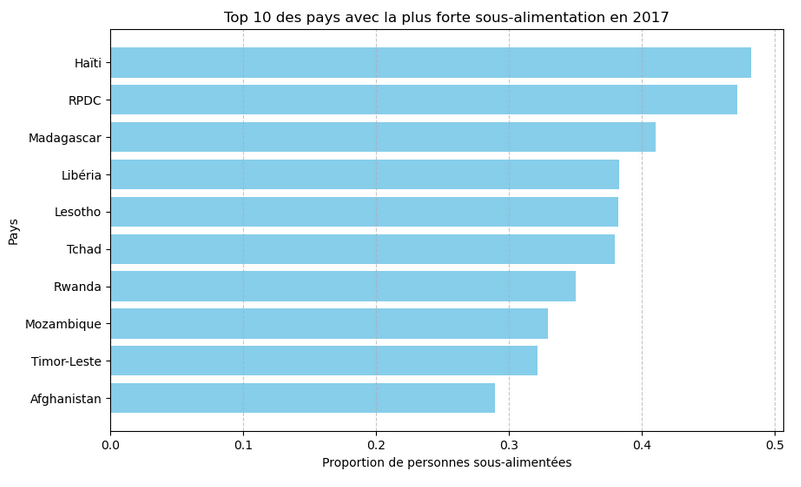 Top 10 des pays avec la plus forte sous-alimentation en 2017
Pays
Haïti
RPDC
Madagascar
Libéria
Lesotho
Tchad
Rwanda
Mozambique
Timor-Leste
Afghanistan
0.0 0.1 0.2 0.3 0.4 0.5
Proportion de personnes sous-alimentées